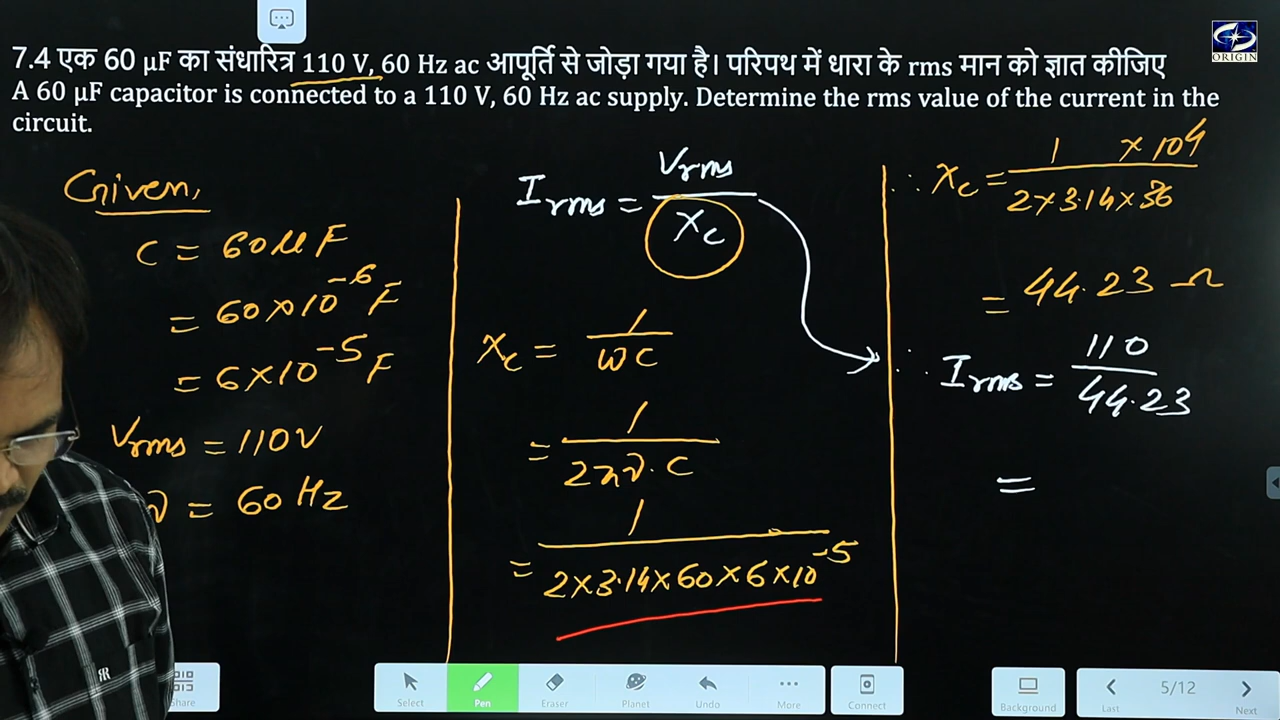 7.4 एक 60 μF का संधारित्र 110 V, 60 Hz ac आपूर्ति से जोड़ा गया है। परिपथ में धारा के rms मान को ज्ञात कीजिए
A 60 μF capacitor is connected to a 110 V, 60 Hz ac supply. Determine the rms value of the current in the
circuit.
ORIGIN
Given,
C = 60 μF
= 60×10⁻⁶ F
= 6×10⁻⁵ F
Vrms = 110V
ν = 60 Hz
Irms = Vrms / Xc
Xc = 1 / ωC
= 1 / 2πν.C
= 1 / 2×3.14×60×6×10⁻⁵
∴ Xc = 1 ×10⁴ / 2×3.14×36
= 44.23 Ω
∴ Irms = 110 / 44.23
=
Share
Select
Pen
Eraser
Planet
Undo
More
Connect
Background
Last
5/12
Next